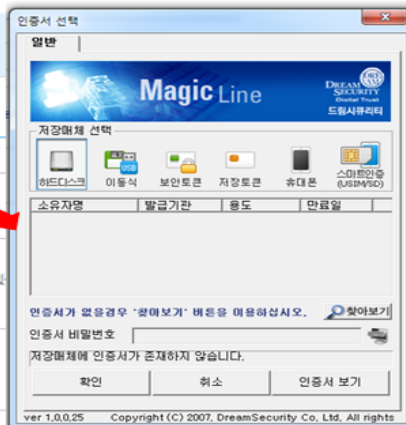 인증서 선택
일반
Magic Line
DREAM SECURITY
Digital Trust
드림시큐리티
저장매체 선택
하드디스크 이동식 보안토큰 저장토큰 휴대폰 스마트인증 (USIM/SD)
소유자명 발급기관 용도 만료일
인증서가 없을경우 '찾아보기' 버튼을 이용하십시오. 찾아보기
인증서 비밀번호
저장매체에 인증서가 존재하지 않습니다.
확인 취소 인증서 보기
ver 1,0,0,25 Copyright (C) 2007, DreamSecurity Co, Ltd, All rights